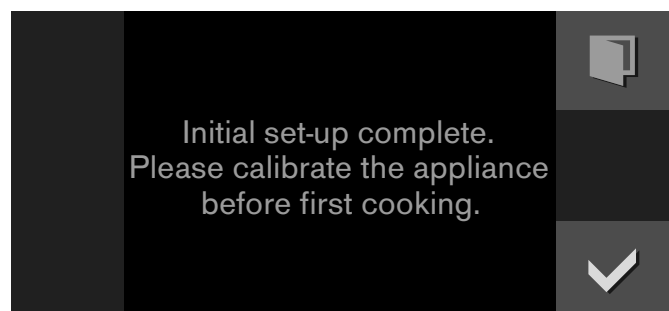 Initial set-up complete.
Please calibrate the appliance
before first cooking.